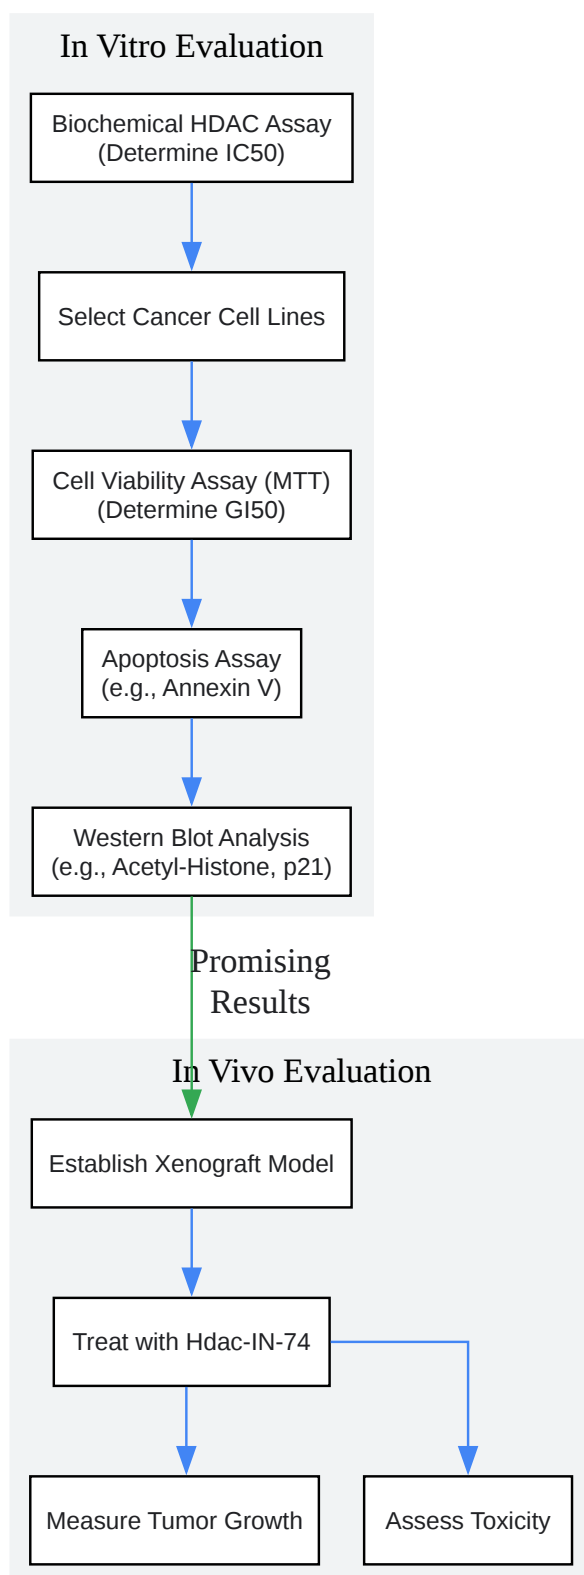 In Vitro Evaluation
Biochemical HDAC Assay
(Determine IC50)
Select Cancer Cell Lines
Cell Viability Assay (MTT)
(Determine GI50)
Apoptosis Assay
(e.g., Annexin V)
Western Blot Analysis
(e.g., Acetyl-Histone, p21)
Promising
Results
In Vivo Evaluation
Establish Xenograft Model
Treat with Hdac-IN-74
Measure Tumor Growth
Assess Toxicity